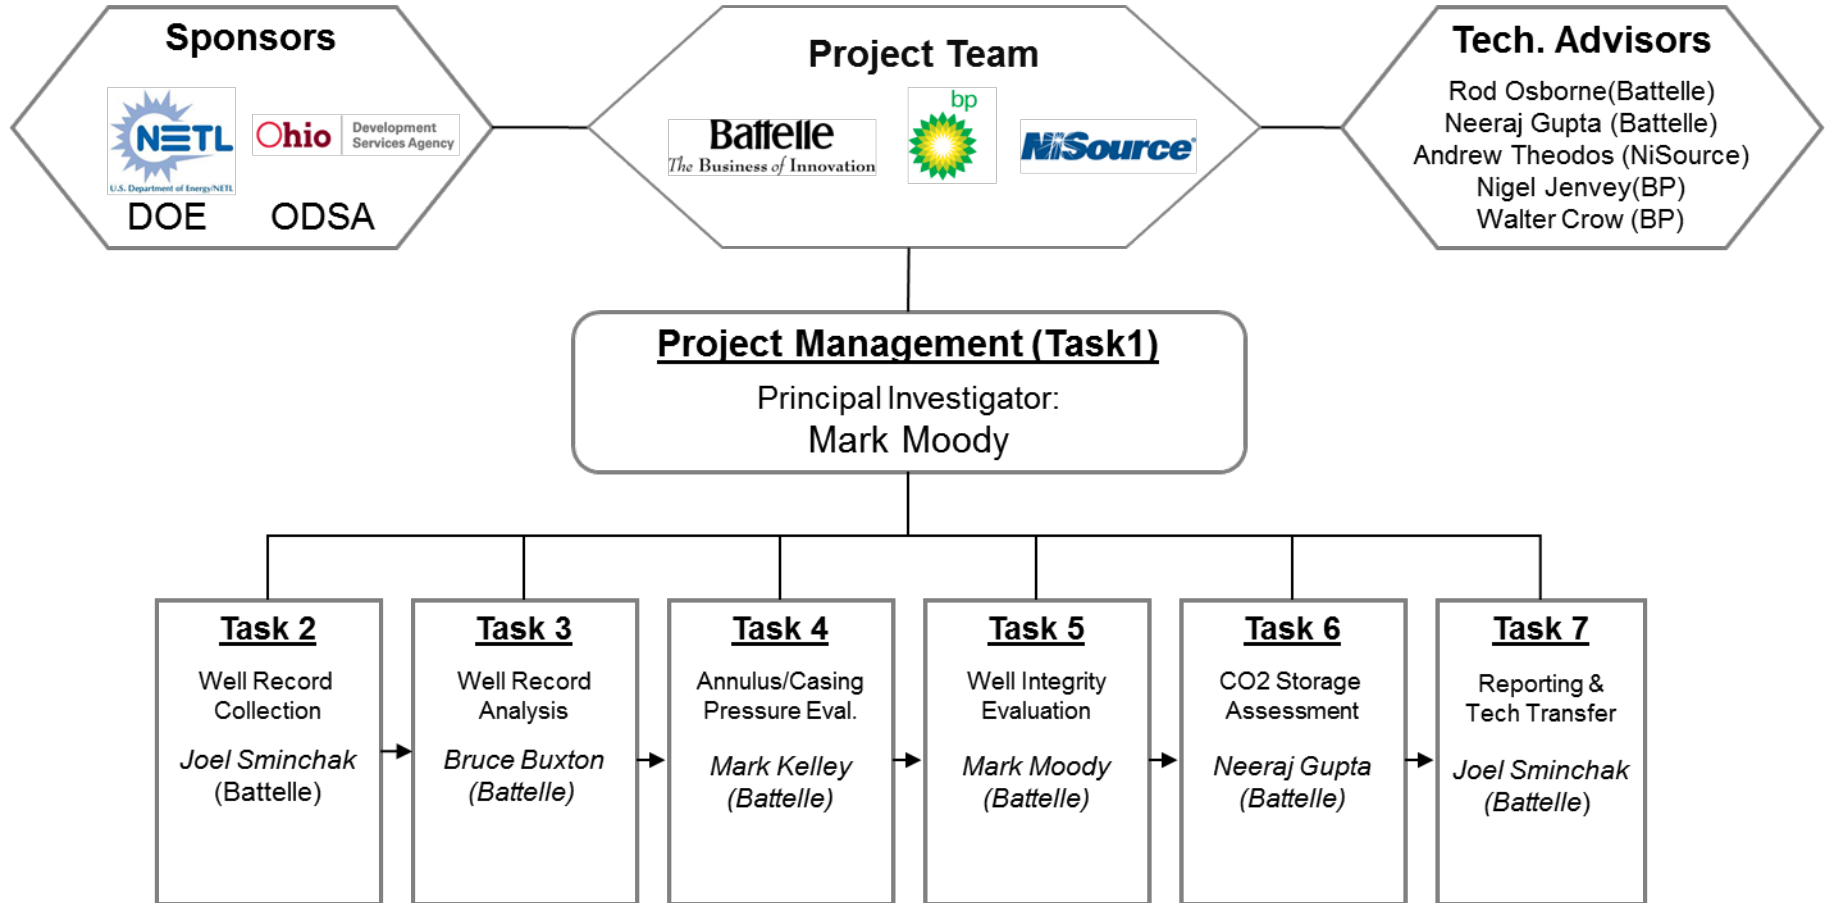 Sponsors
NETL
U.S. Department of Energy/NETL
Ohio
Development
Services Agency
DOE
ODSA
Project Team
Battelle
The Business of Innovation
bp
NiSource
Tech. Advisors
Rod Osborne(Battelle)
Neeraj Gupta (Battelle)
Andrew Theodos (NiSource)
Nigel Jenvey(BP)
Walter Crow (BP)
Project Management (Task1)
Principal Investigator:
Mark Moody
Task 2
Well Record
Collection
Joel Sminchak
(Battelle)
Task 3
Well Record
Analysis
Bruce Buxton
(Battelle)
Task 4
Annulus/Casing
Pressure Eval.
Mark Kelley
(Battelle)
Task 5
Well Integrity
Evaluation
Mark Moody
(Battelle)
Task 6
CO2 Storage
Assessment
Neeraj Gupta
(Battelle)
Task 7
Reporting &
Tech Transfer
Joel Sminchak
(Battelle)